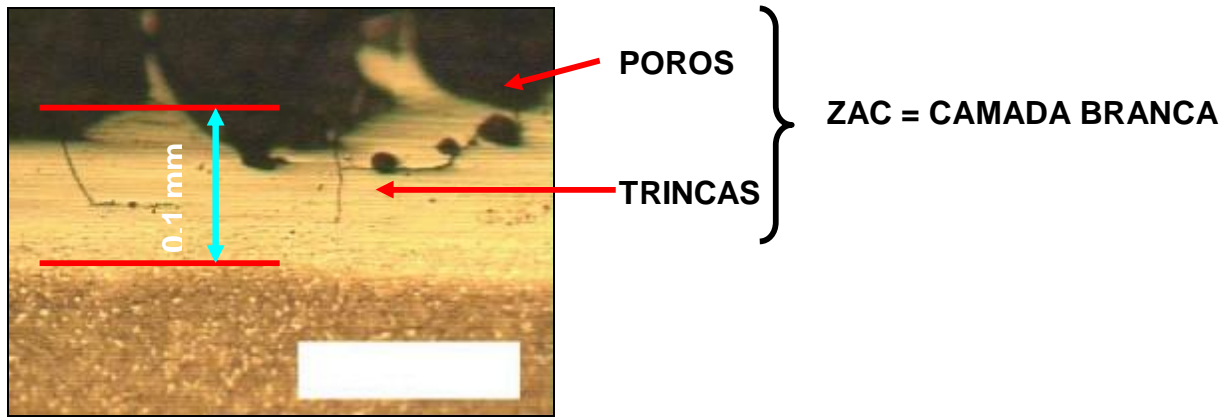 POROS
ZAC = CAMADA BRANCA
0.1 mm
TRINCAS